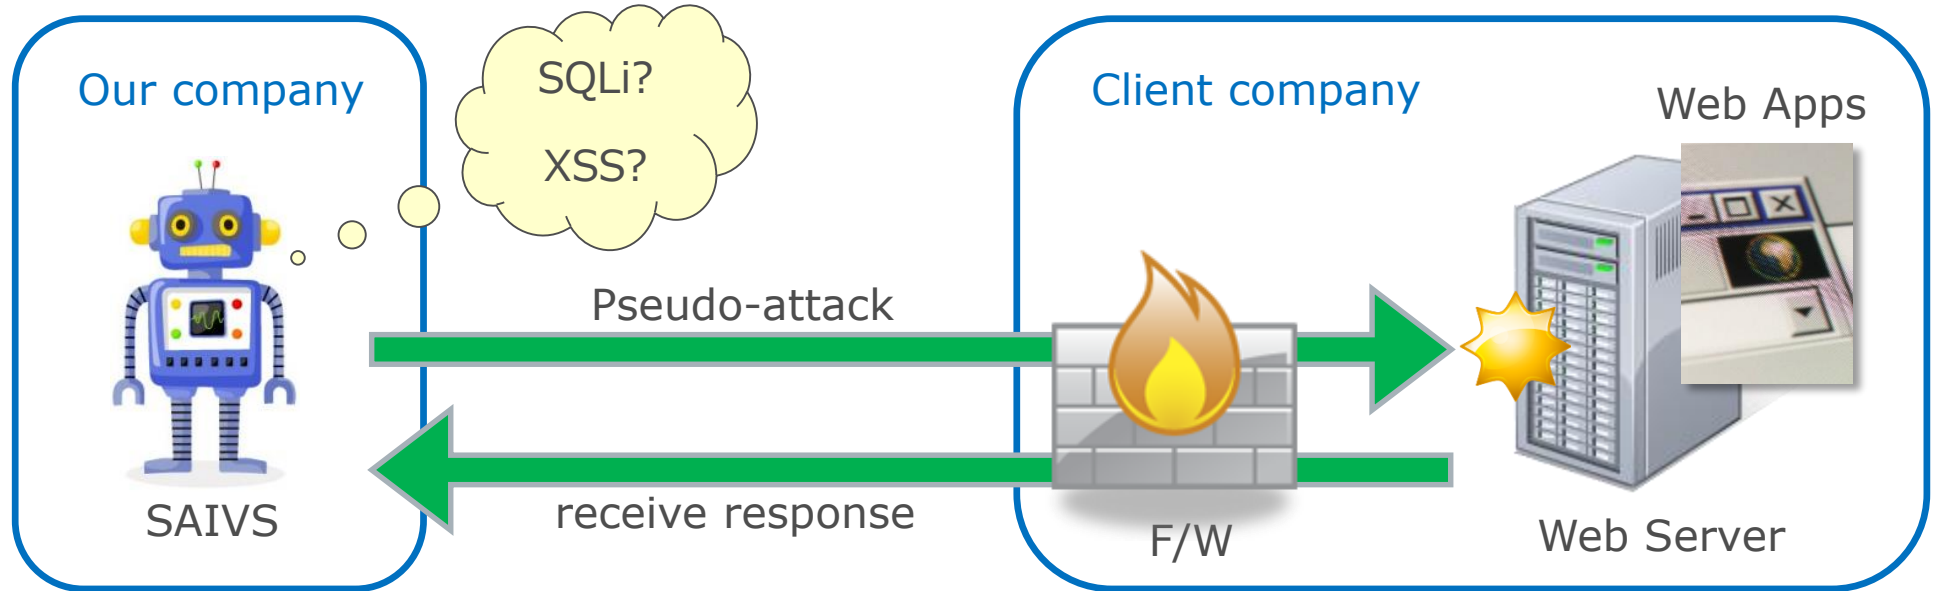 Our company
SQLi?
XSS?
Client company
Web Apps
Pseudo-attack
receive response
SAIVS
F/W
Web Server